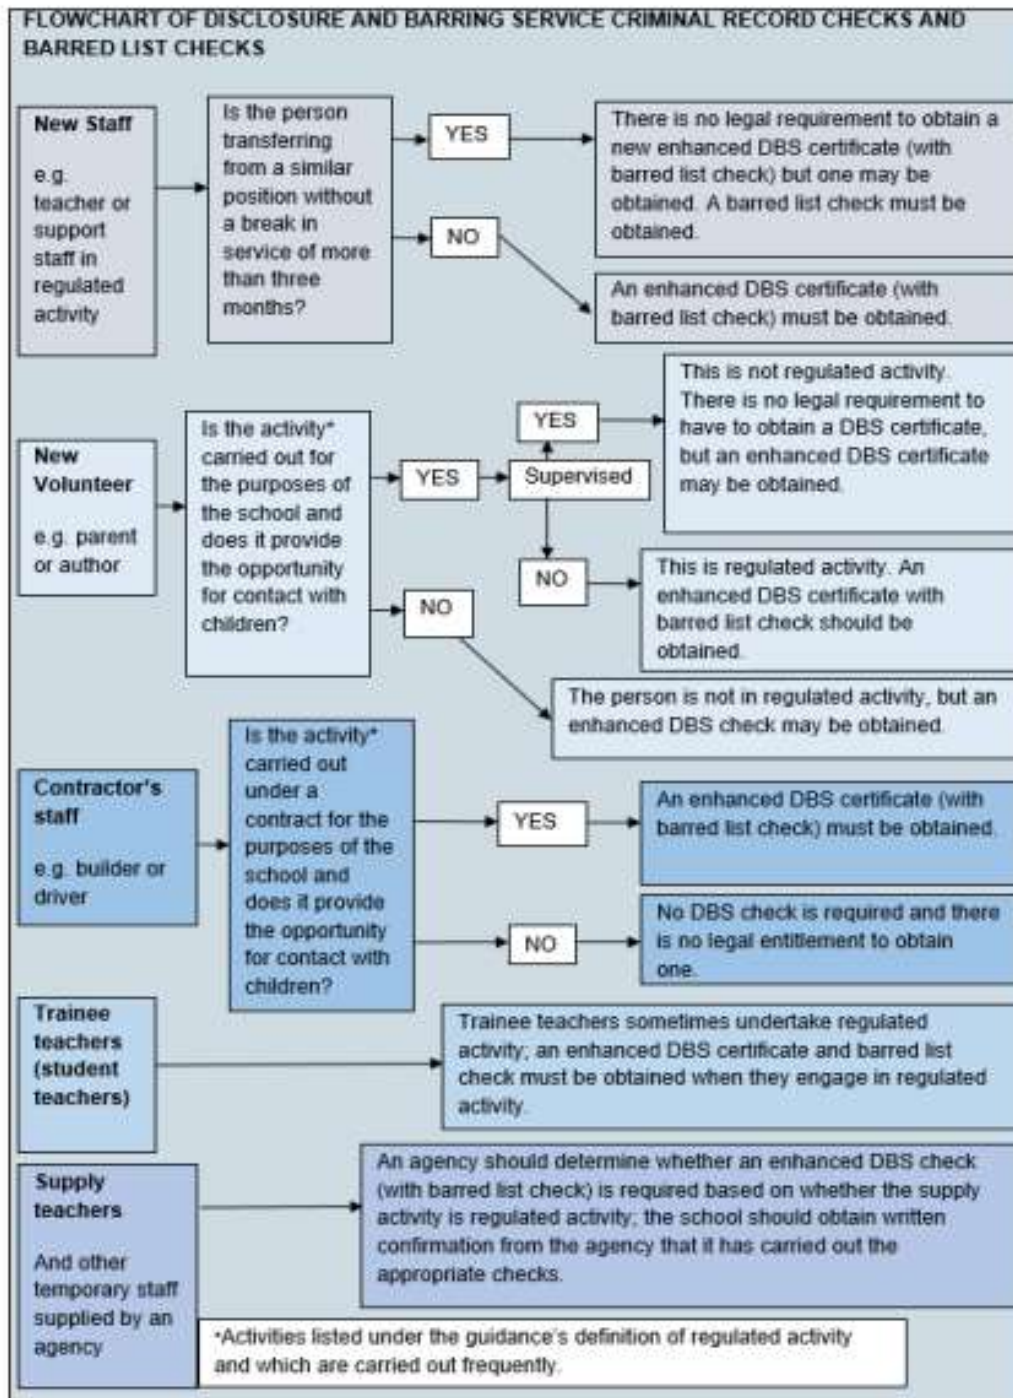 FLOWCHART OF DISCLOSURE AND BARRING SERVICE CRIMINAL RECORD CHECKS AND
BARRED LIST CHECKS
New Staff
e.g.
teacher or
support
staff in
regulated
activity
Is the person
transferring
from a similar
position without
a break in
service of more
than three
months?
YES
There is no legal requirement to obtain a
new enhanced DBS certificate (with
barred list check) but one may be
obtained. A barred list check must be
obtained.
NO
An enhanced DBS certificate (with
barred list check) must be obtained.
New
Volunteer
e.g. parent
or author
Is the activity*
carried out for
the purposes of
the school and
does it provide
the opportunity
for contact with
children?
YES
Supervised
YES
This is not regulated activity.
There is no legal requirement to
have to obtain a DBS certificate,
but an enhanced DBS certificate
may be obtained.
NO
This is regulated activity. An
enhanced DBS certificate with
barred list check should be
obtained.
NO
The person is not in regulated activity, but an
enhanced DBS check may be obtained.
Contractor's
staff
e.g. builder or
driver
Is the activity*
carried out
under a
contract for the
purposes of the
school and
does it provide
the opportunity
for contact with
children?
YES
An enhanced DBS certificate (with
barred list check) must be obtained.
NO
No DBS check is required and there
is no legal entitlement to obtain
one.
Trainee
teachers
(student
teachers)
Trainee teachers sometimes undertake regulated
activity; an enhanced DBS certificate and barred list
check must be obtained when they engage in regulated
activity.
Supply
teachers
And other
temporary staff
supplied by an
agency
An agency should determine whether an enhanced DBS check
(with barred list check) is required based on whether the supply
activity is regulated activity; the school should obtain written
confirmation from the agency that it has carried out the
appropriate checks.
*Activities listed under the guidance's definition of regulated activity
and which are carried out frequently.